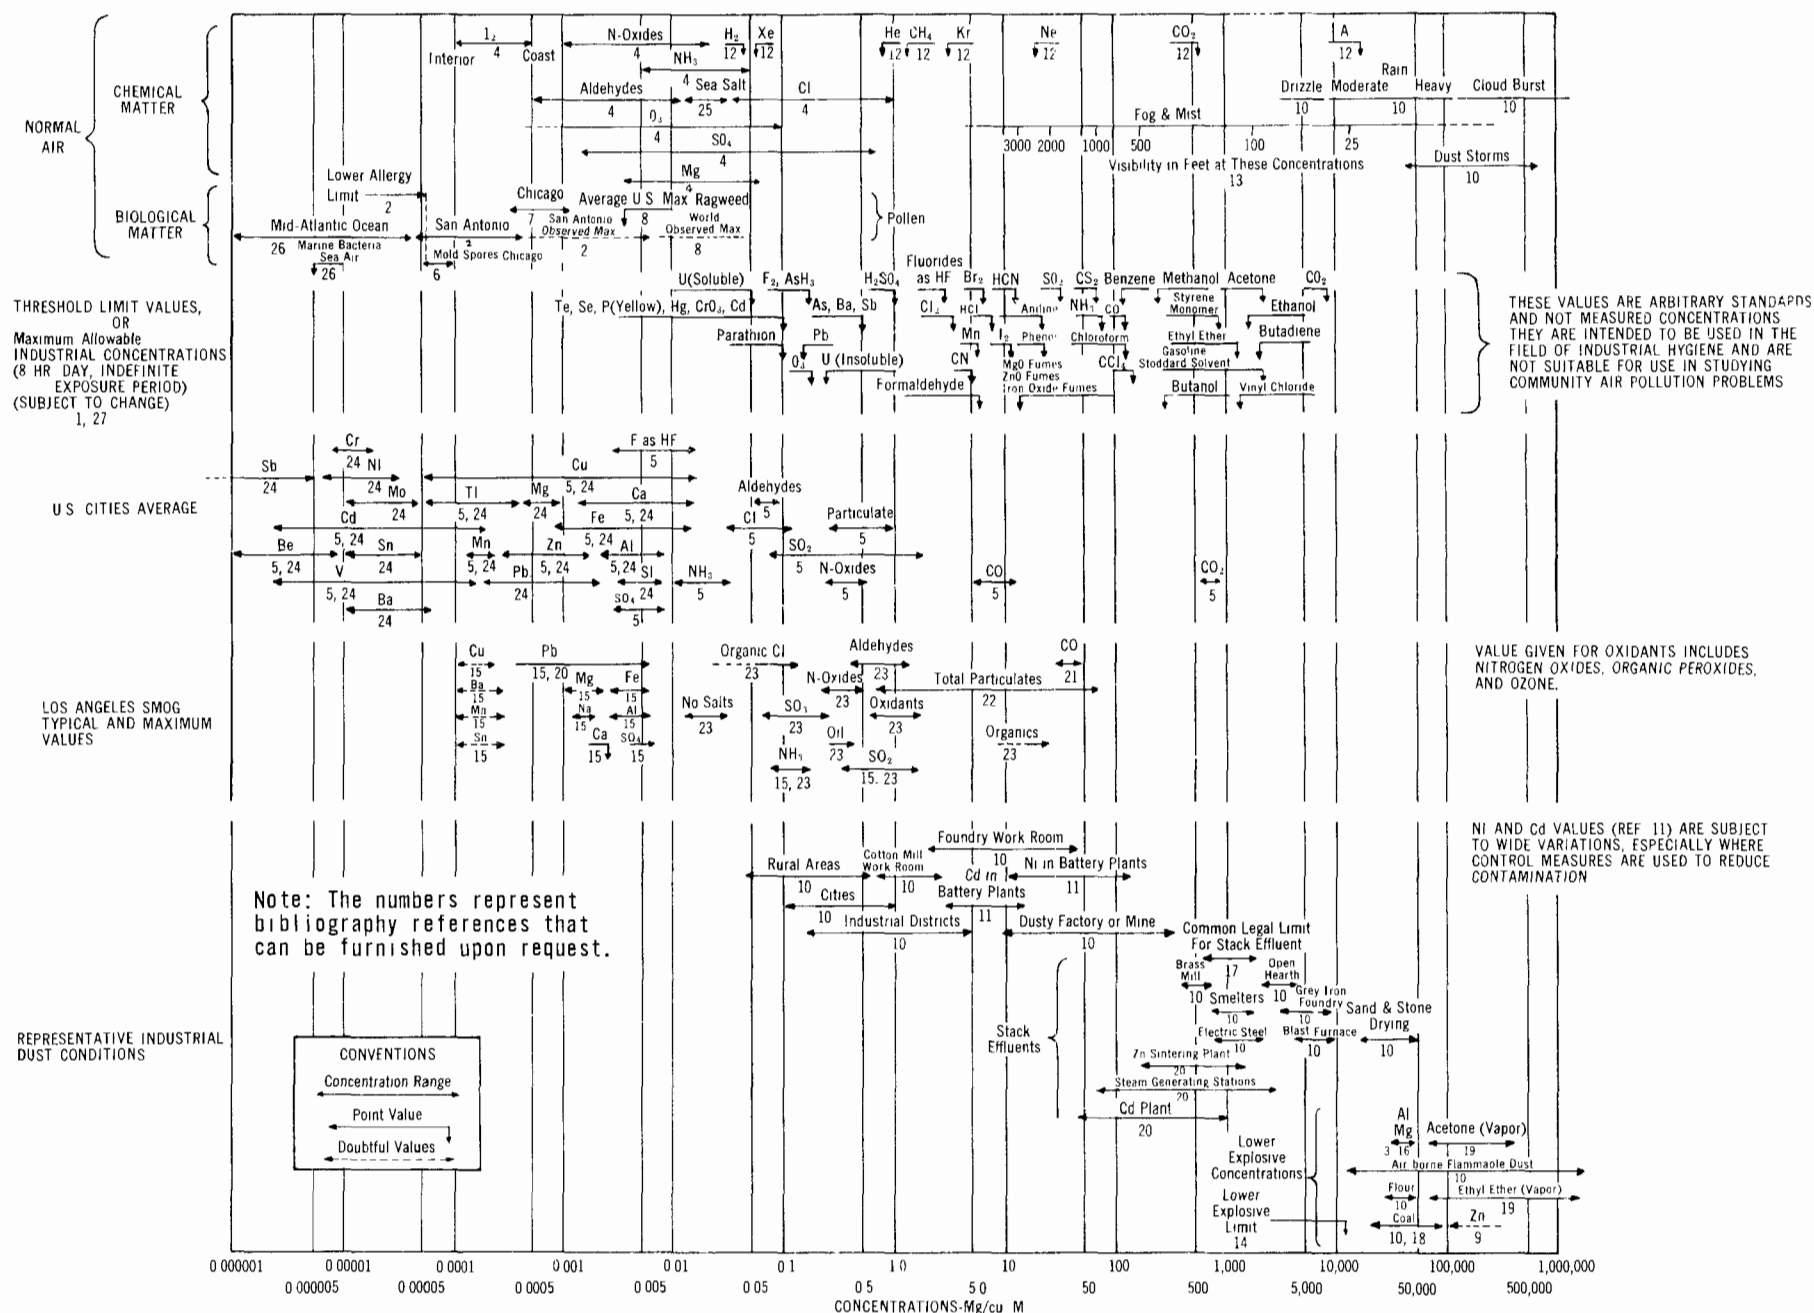 NORMAL
AIR
CHEMICAL
MATTER
I2 N-Oxides H2 Xe He CH4 Kr Ne CO2 A
4 4 12 12 12 12 12 12 12 12
Interior Coast
NH3
4
Rain
Aldehydes Sea Salt Cl Drizzle Moderate Heavy Cloud Burst
4 25 4 10 10 10
O3 Fog & Mist
4
3000 2000 1000 500 100 25
SO4
4
Visibility in Feet at These Concentrations
13
Dust Storms
10
Mg
4
BIOLOGICAL
MATTER
Lower Allergy
Limit
2
Chicago
7
Average U S Max Ragweed
8
Pollen
Mid-Atlantic Ocean
26
San Antonio
2
San Antonio
Observed Max
2
World
Observed Max
8
Marine Bacteria
Sea Air
26
Mold Spores Chicago
6
THRESHOLD LIMIT VALUES,
OR
Maximum Allowable
INDUSTRIAL CONCENTRATIONS
(8 HR DAY, INDEFINITE
EXPOSURE PERIOD)
(SUBJECT TO CHANGE)
1, 27
U(Soluble) F2, AsH3 H2SO4
Fluorides
as HF Br2 HCN SO2 CS2 Benzene Methanol Acetone CO2
Te, Se, P(Yellow), Hg, CrO3, Cd As, Ba, Sb Cl2 HCl Aniline NH3 CO
Styrene
Monomer
Ethanol
Parathion Pb Mn I2 Phenol Chloroform Ethyl Ether Butadiene
O3 U (Insoluble) CN
MgO Fumes
ZnO Fumes
Iron Oxide Fumes
CCl4
Gasoline
Stoddard Solvent
Formaldehyde Butanol Vinyl Chloride
THESE VALUES ARE ARBITRARY STANDARDS
AND NOT MEASURED CONCENTRATIONS
THEY ARE INTENDED TO BE USED IN THE
FIELD OF INDUSTRIAL HYGIENE AND ARE
NOT SUITABLE FOR USE IN STUDYING
COMMUNITY AIR POLLUTION PROBLEMS
U S CITIES AVERAGE
Cr F as HF
24 5
Sb NI Cu
24 24 5, 24
Mo TI Mg Ca Aldehydes
24 5, 24 24 5, 24 5
Cd Fe Cl Particulate
5, 24 5, 24 5 5
Be Sn Mn Zn Al SO2
5, 24 24 5, 24 5, 24 5,24 5
V Pb SI NH3 N-Oxides CO CO2
5, 24 24 24 5 5 5 5
Ba SO4
24 5
LOS ANGELES SMOG
TYPICAL AND MAXIMUM
VALUES
Cu Pb Organic Cl Aldehydes CO
15 15, 20 23 23 21
Ba Mg Fe N-Oxides Total Particulates
15 15 15 23 22
Mn Na Al No Salts SO3 Oxidants
15 15 15 23 23
Sn Ca SO4 Oil Organics
15 15 15 23 23
NH3 SO2
15, 23 15. 23
VALUE GIVEN FOR OXIDANTS INCLUDES
NITROGEN OXIDES, ORGANIC PEROXIDES,
AND OZONE.
REPRESENTATIVE INDUSTRIAL
DUST CONDITIONS
Note: The numbers represent
bibliography references that
can be furnished upon request.
Foundry Work Room
10
Rural Areas
10
Cotton Mill
Work Room
10
Cd in
Battery Plants
11
Ni in Battery Plants
11
Cities
10
Industrial Districts
10
Dusty Factory or Mine
10
NI AND Cd VALUES (REF 11) ARE SUBJECT
TO WIDE VARIATIONS, ESPECIALLY WHERE
CONTROL MEASURES ARE USED TO REDUCE
CONTAMINATION
Common Legal Limit
For Stack Effluent
17
Stack
Effluents
Brass
Mill
10
Open
Hearth
10
Smelters
10
Grey Iron
Foundry
10
Sand & Stone
Drying
10
Electric Steel
10
Blast Furnace
10
Zn Sintering Plant
20
Steam Generating Stations
20
Cd Plant
20
Lower
Explosive
Concentrations
Al
Mg
3 16
Acetone (Vapor)
19
Air borne Flammable Dust
10
Flour
10
Ethyl Ether (Vapor)
19
Lower
Explosive
Limit
14
Coal
10, 18
Zn
9
CONVENTIONS
Concentration Range
Point Value
Doubtful Values
0 000001 0 00001 0 0001 0 001 0 01 0 1 1 0 10 100 1,000 10,000 100,000 1,000,000
0 000005 0 00005 0 0005 0 005 0 05 0.5 5 0 50 500 5,000 50,000 500,000
CONCENTRATIONS-Mg/cu M